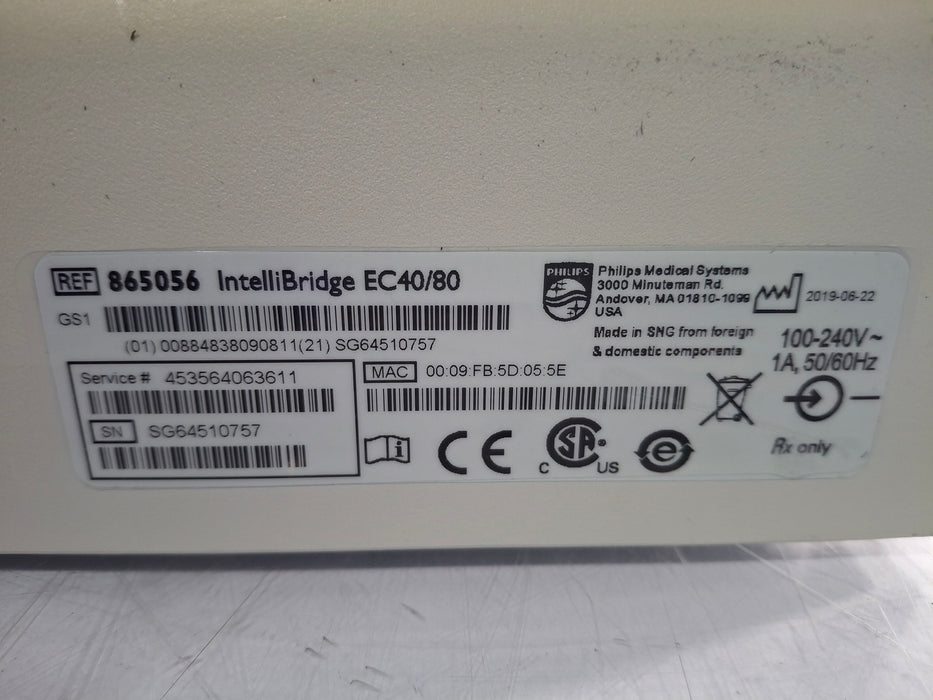 REF 865056 IntelliBridge EC40/80
GS1
(01) 00884838090811(21) SG64510757
Service # 453564063611
SN SG64510757
MAC 00:09:FB:5D:05:5E
PHILIPS
Philips Medical Systems
3000 Minuteman Rd.
Andover, MA 01810-1099
USA
2019-06-22
Made in SNG from foreign
& domestic components
100-240V~
1A, 50/60Hz
i
CE
C SA US
e
Rx only